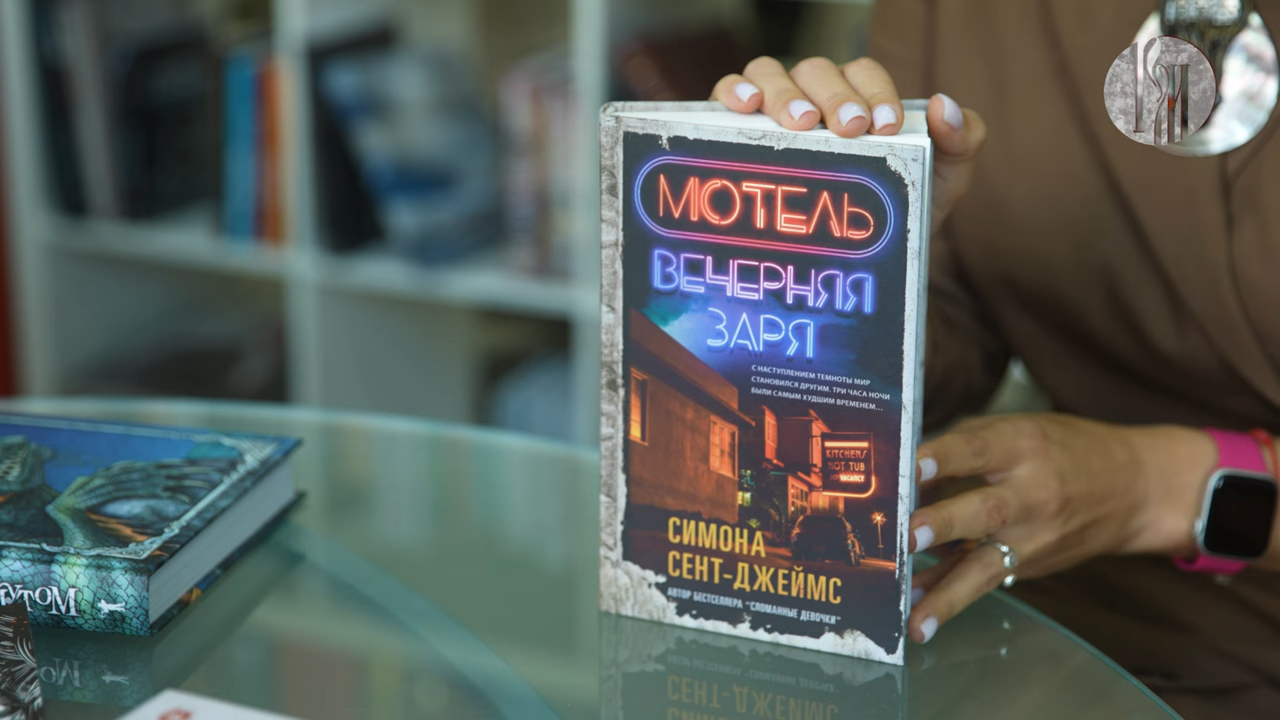 МОТЕЛЬ
ВЕЧЕРНЯЯ
ЗАРЯ
С НАСТУПЛЕНИЕМ ТЕМНОТЫ МИР
СТАНОВИЛСЯ ДРУГИМ. ТРИ ЧАСА НОЧИ
БЫЛИ САМЫМ ХУДШИМ ВРЕМЕНЕМ...
KITCHENS
HOT TUB
NO VACANCY
СИМОНА
СЕНТ-ДЖЕЙМС
АВТОР БЕСТСЕЛЛЕРА "СЛОМАННЫЕ ДЕВОЧКИ"